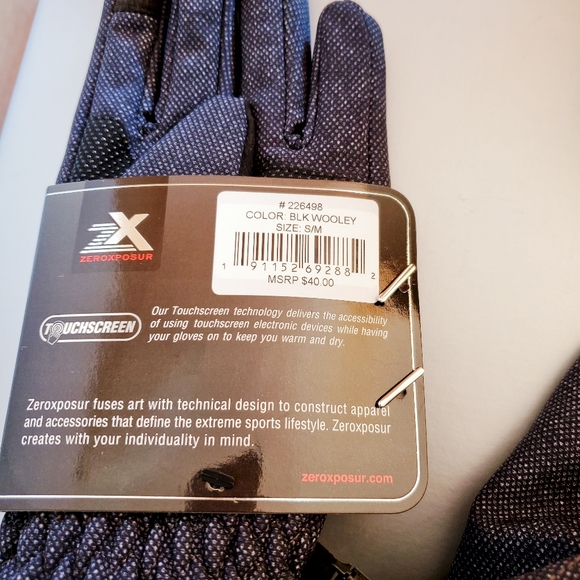 # 226498
COLOR: BLK WOOLEY
SIZE: S/M
1 91152 69288 2
MSRP $40.00
X
ZEROXPOSUR
TOUCHSCREEN
Our Touchscreen technology delivers the accessibility
of using touchscreen electronic devices while having
your gloves on to keep you warm and dry.
Zeroxposur fuses art with technical design to construct apparel
and accessories that define the extreme sports lifestyle. Zeroxposur
creates with your individuality in mind.
zeroxposur.com